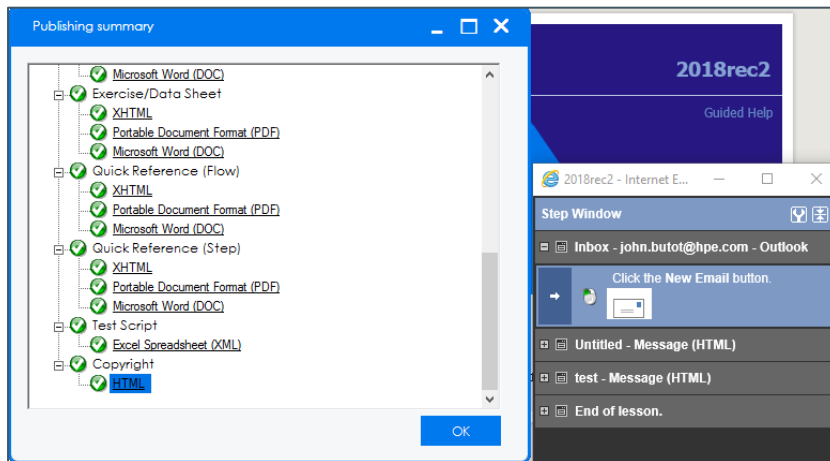 Publishing summary
Microsoft Word (DOC)
Exercise/Data Sheet
XHTML
Portable Document Format (PDF)
Microsoft Word (DOC)
Quick Reference (Flow)
XHTML
Portable Document Format (PDF)
Microsoft Word (DOC)
Quick Reference (Step)
XHTML
Portable Document Format (PDF)
Microsoft Word (DOC)
Test Script
Excel Spreadsheet (XML)
Copyright
HTML
OK
2018rec2
Guided Help
2018rec2 - Internet E...
Step Window
Inbox - john.butot@hpe.com - Outlook
Click the New Email button.
Untitled - Message (HTML)
test - Message (HTML)
End of lesson.